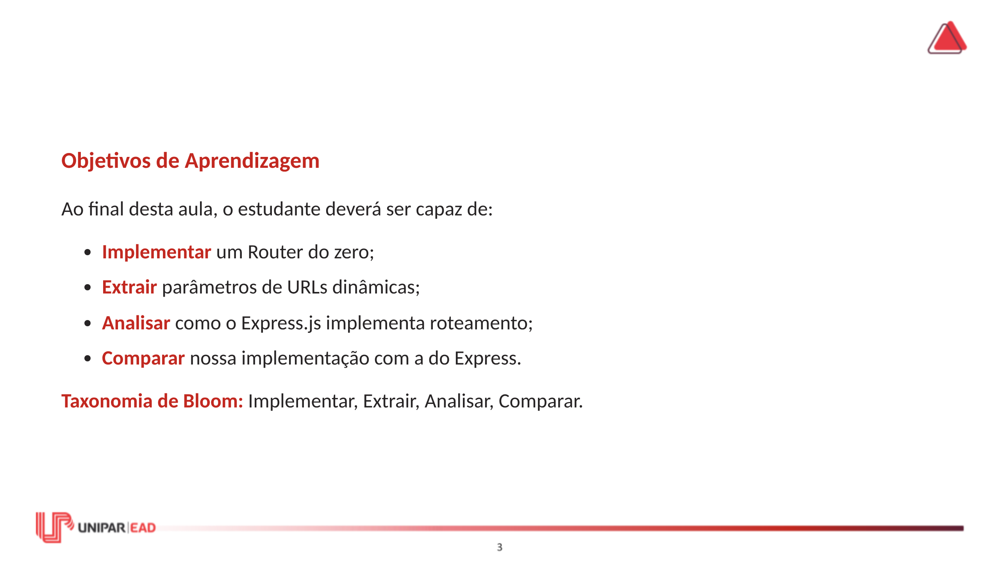 Objetivos de Aprendizagem
Ao final desta aula, o estudante deverá ser capaz de:
• Implementar um Router do zero;
• Extrair parâmetros de URLs dinâmicas;
• Analisar como o Express.js implementa roteamento;
• Comparar nossa implementação com a do Express.
Taxonomia de Bloom: Implementar, Extrair, Analisar, Comparar.
UNIPAR|EAD
3